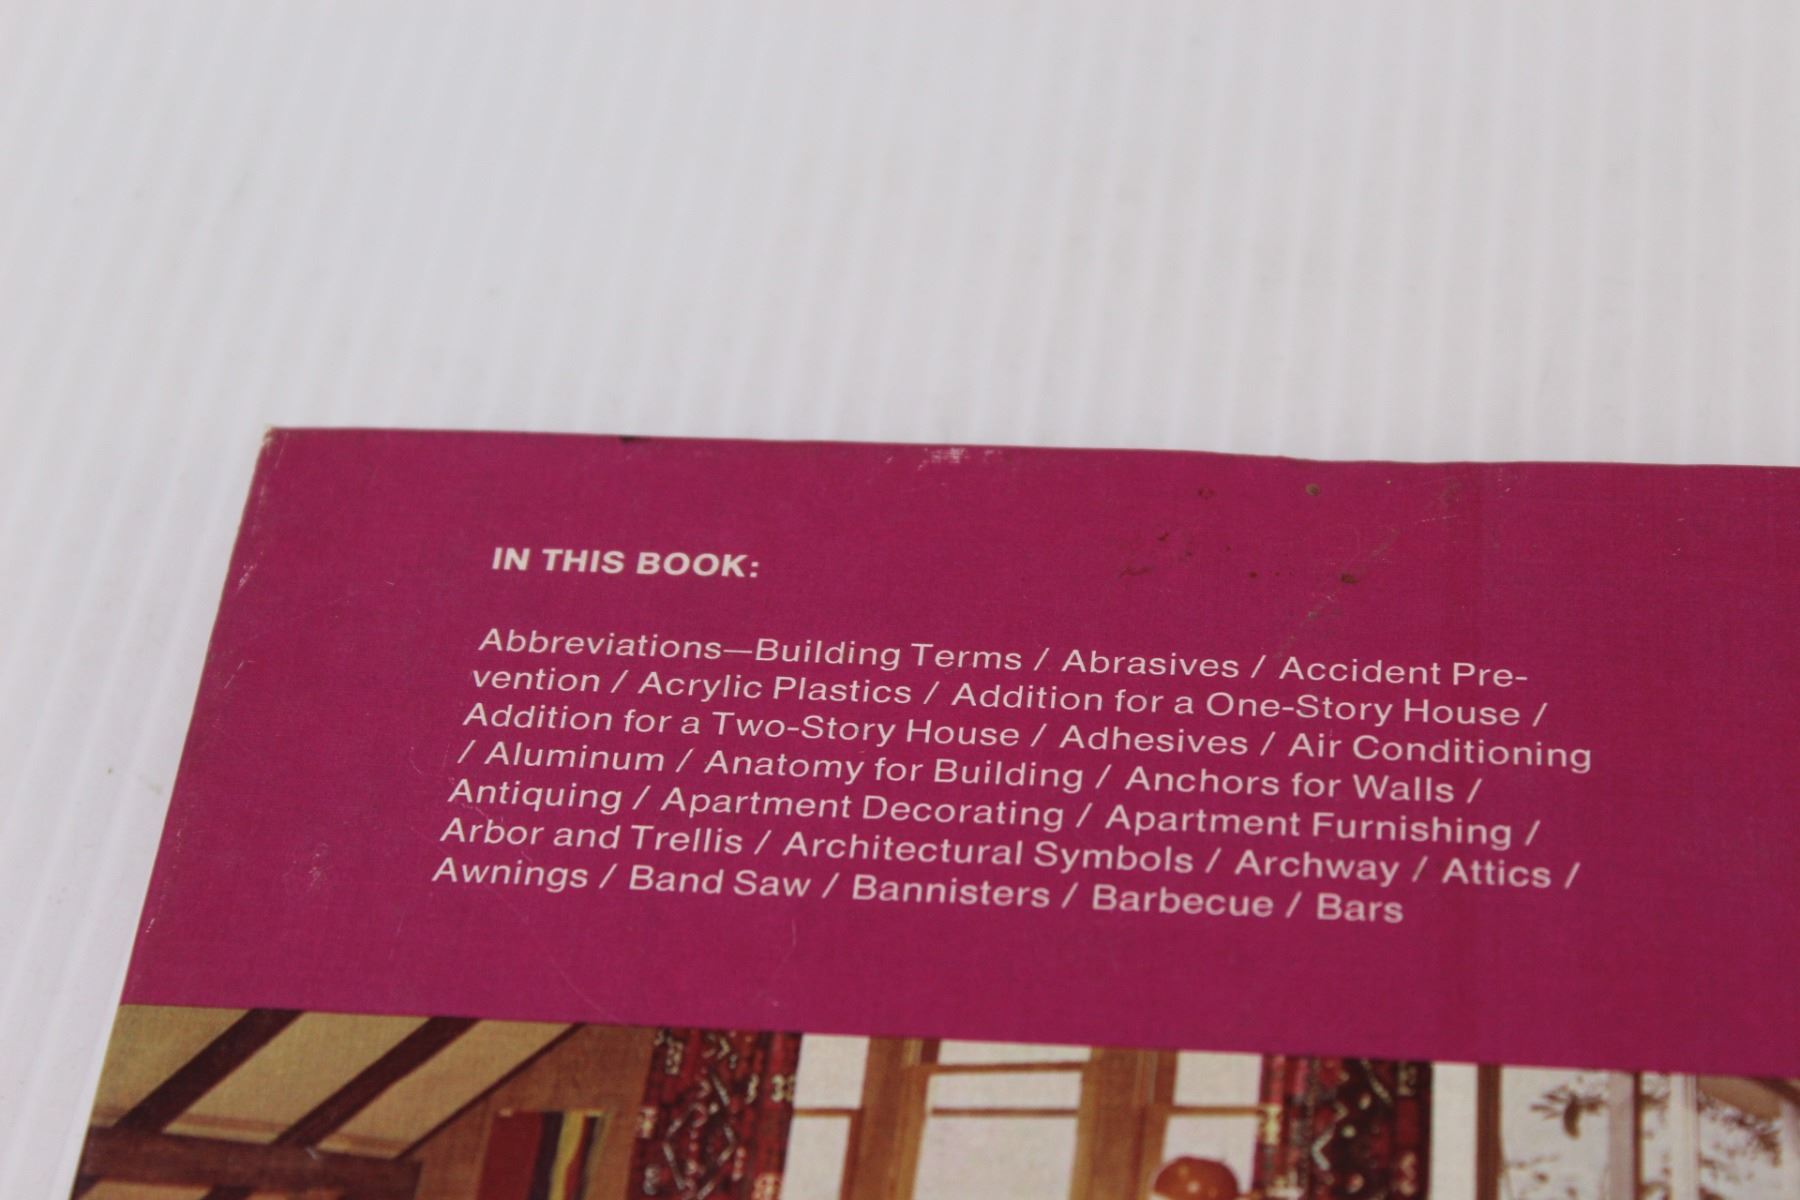 IN THIS BOOK:
Abbreviations—Building Terms / Abrasives / Accident Pre-
vention / Acrylic Plastics / Addition for a One-Story House /
Addition for a Two-Story House / Adhesives / Air Conditioning
/ Aluminum / Anatomy for Building / Anchors for Walls /
Antiquing / Apartment Decorating / Apartment Furnishing /
Arbor and Trellis / Architectural Symbols / Archway / Attics /
Awnings / Band Saw / Bannisters / Barbecue / Bars